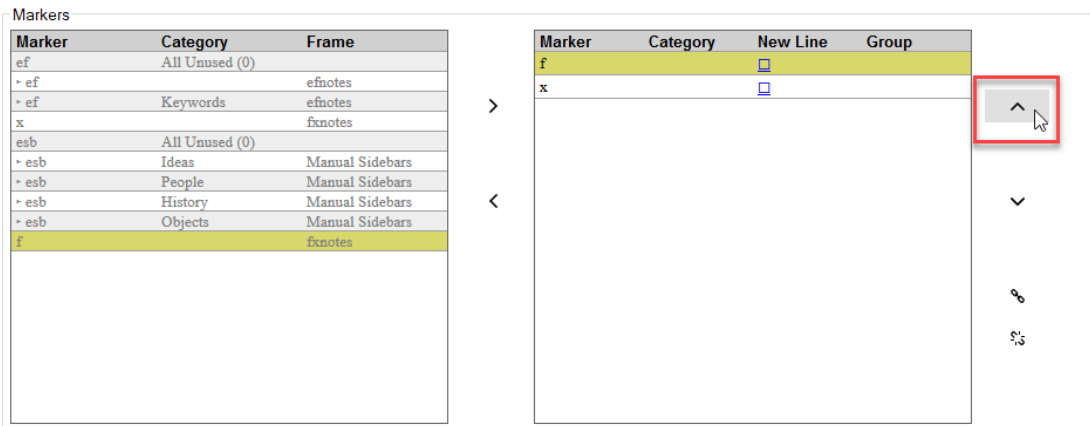 Markers
Marker Category Frame
ef All Unused (0)
ef efnotes
ef Keywords efnotes
x fxnotes
esb All Unused (0)
esb Ideas Manual Sidebars
esb People Manual Sidebars
esb History Manual Sidebars
esb Objects Manual Sidebars
f fxnotes
Marker Category New Line Group
f
x